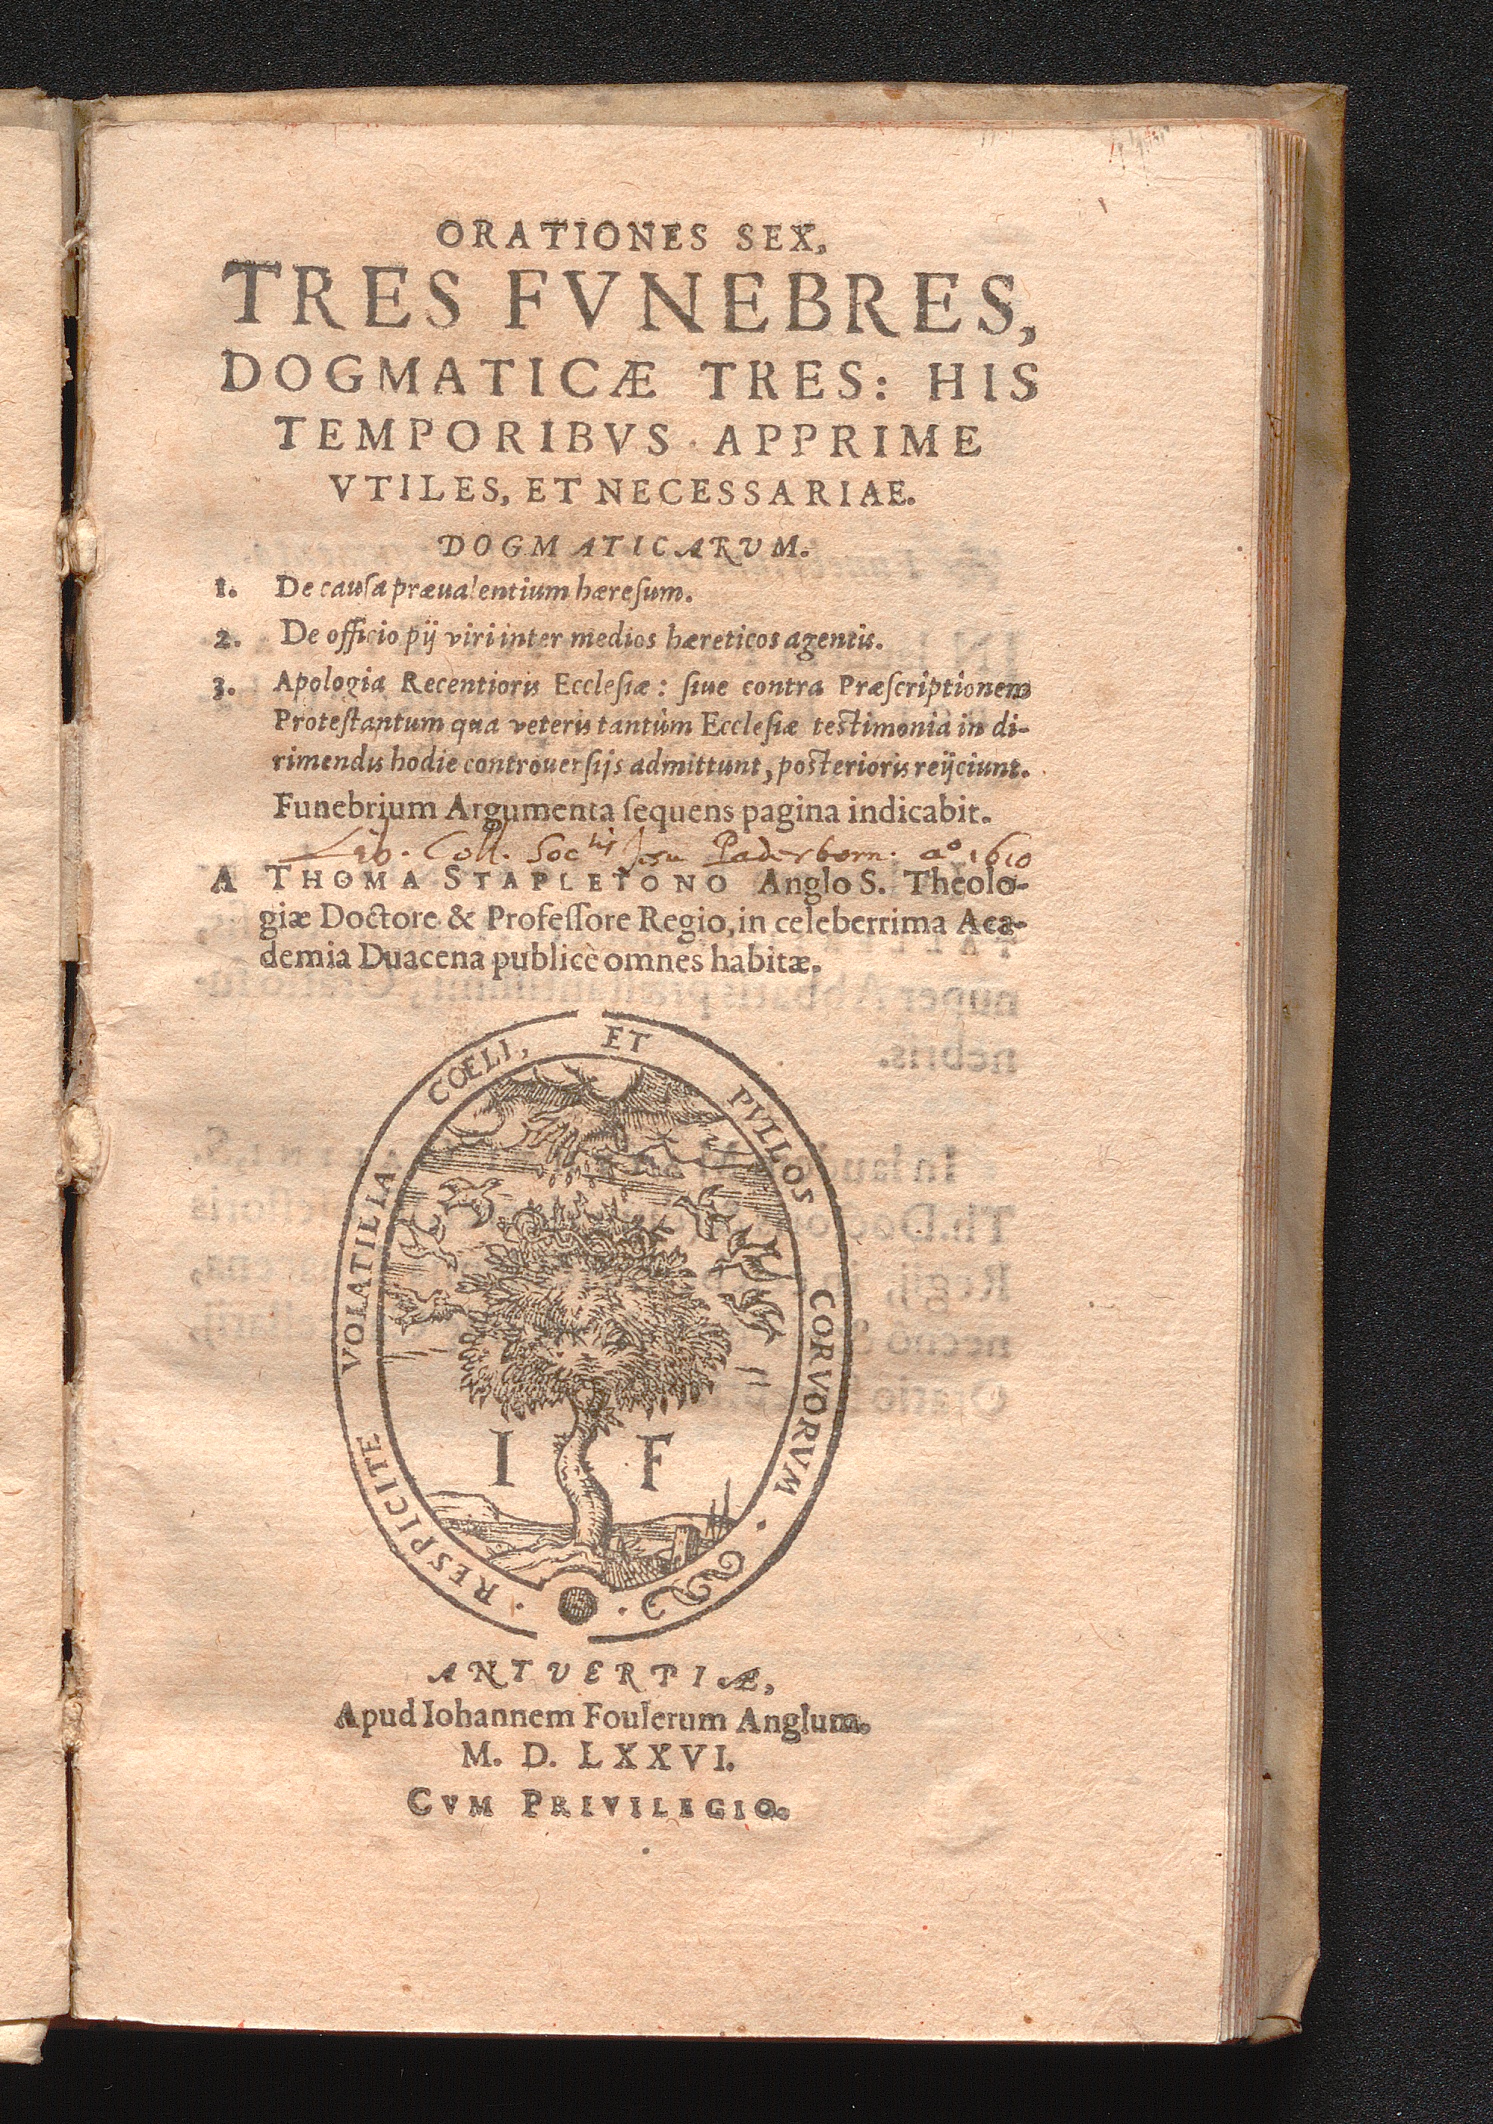 ORATIONES SEX,
TRES FVNEBRES,
DOGMATICÆ TRES: HIS
TEMPORIBVS APPRIME
VTILES, ET NECESSARIAE.
DOGMATICARVM.
1. De cauſa præualentium hæreſum.
2. De officio pij viri inter medios hæreticos agentis.
3. Apologia Recentioris Eccleſiæ: ſiue contra Præſcriptionem
Proteſtantum qua veteris tantùm Eccleſiæ teſtimonia in di-
rimendis hodie controuerſijs admittunt, poſterioris reijciunt.
Funebrium Argumenta ſequens pagina indicabit.
Lib. Coll. Soc.tis Jesu Paderborn. aº 1610
A THOMA STAPLETONO Anglo S. Theolo-
giæ Doctore & Profeſſore Regio, in celeberrima Aca-
demia Duacena publicè omnes habitæ.
RESPICITE VOLATILIA COELI, ET PVLLOS CORVORVM.
I F
ANTVERPIÆ,
Apud Iohannem Foulerum Anglum.
M. D. LXXVI.
CVM PRIVILEGIO.